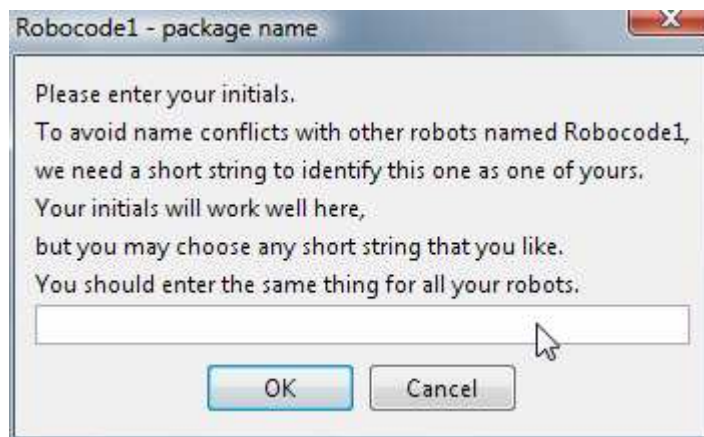 Robocode1 - package name
Please enter your initials.
To avoid name conflicts with other robots named Robocode1,
we need a short string to identify this one as one of yours.
Your initials will work well here,
but you may choose any short string that you like.
You should enter the same thing for all your robots.
OK Cancel